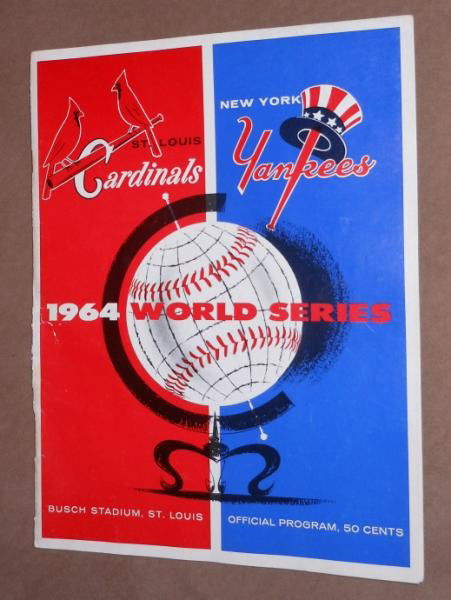 ST. LOUIS
Cardinals
NEW YORK
Yankees
1964 WORLD SERIES
BUSCH STADIUM, ST. LOUIS
OFFICIAL PROGRAM, 50 CENTS